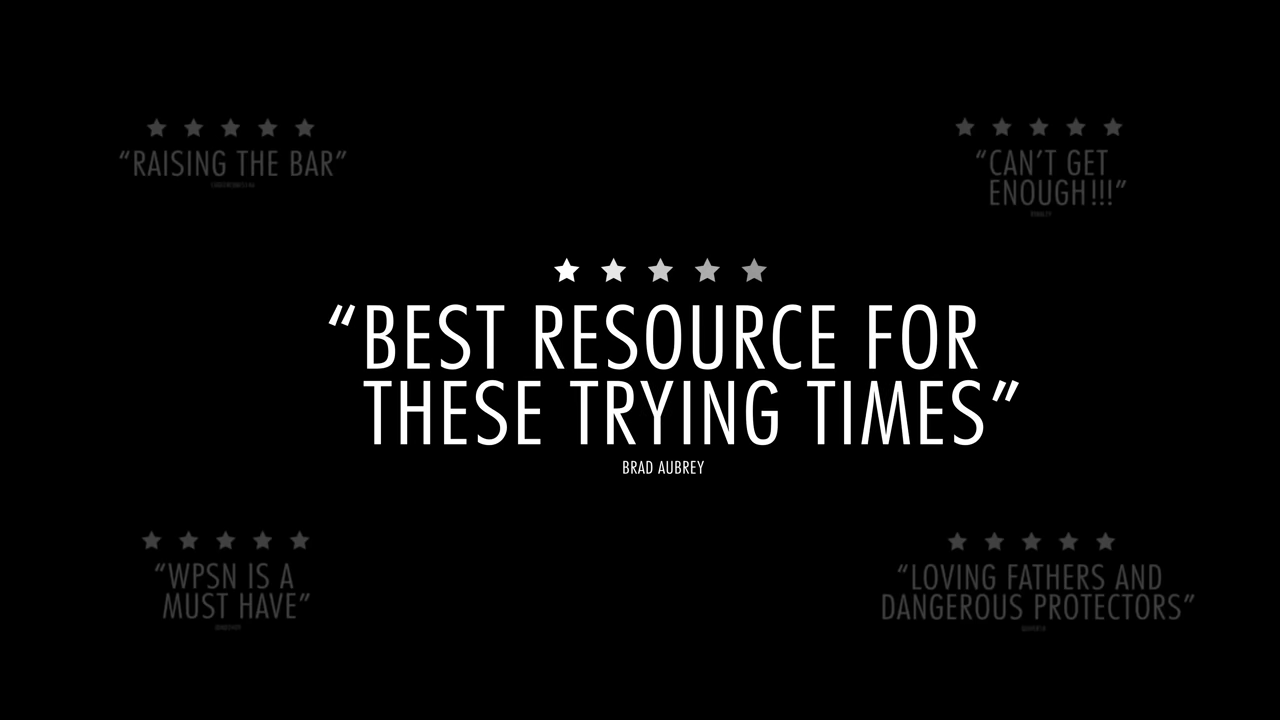 “RAISING THE BAR”
“CAN’T GET
ENOUGH!!!”
“BEST RESOURCE FOR
THESE TRYING TIMES”
BRAD AUBREY
“WPSN IS A
MUST HAVE”
“LOVING FATHERS AND
DANGEROUS PROTECTORS”